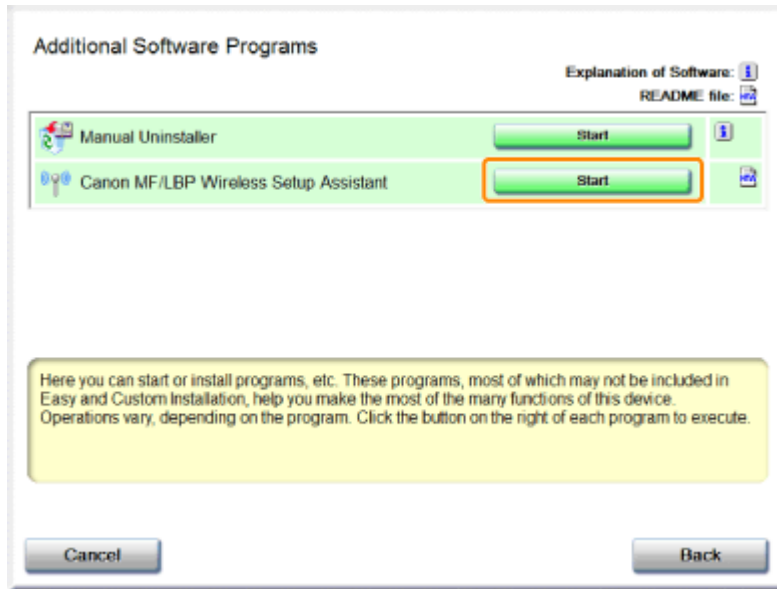 Additional Software Programs
Explanation of Software:
README file:
Manual Uninstaller
Start
Canon MF/LBP Wireless Setup Assistant
Start
Here you can start or install programs, etc. These programs, most of which may not be included in
Easy and Custom Installation, help you make the most of the many functions of this device.
Operations vary, depending on the program. Click the button on the right of each program to execute.
Cancel
Back